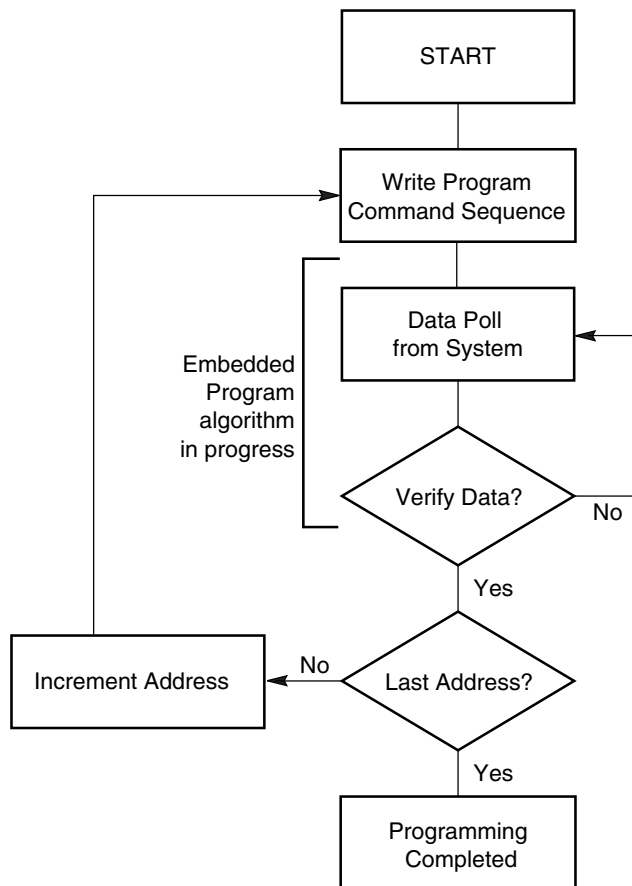 START
Write Program
Command Sequence
Data Poll
from System
Embedded
Program
algorithm
in progress
Verify Data?
No
Yes
No
Increment Address
Last Address?
Yes
Programming
Completed